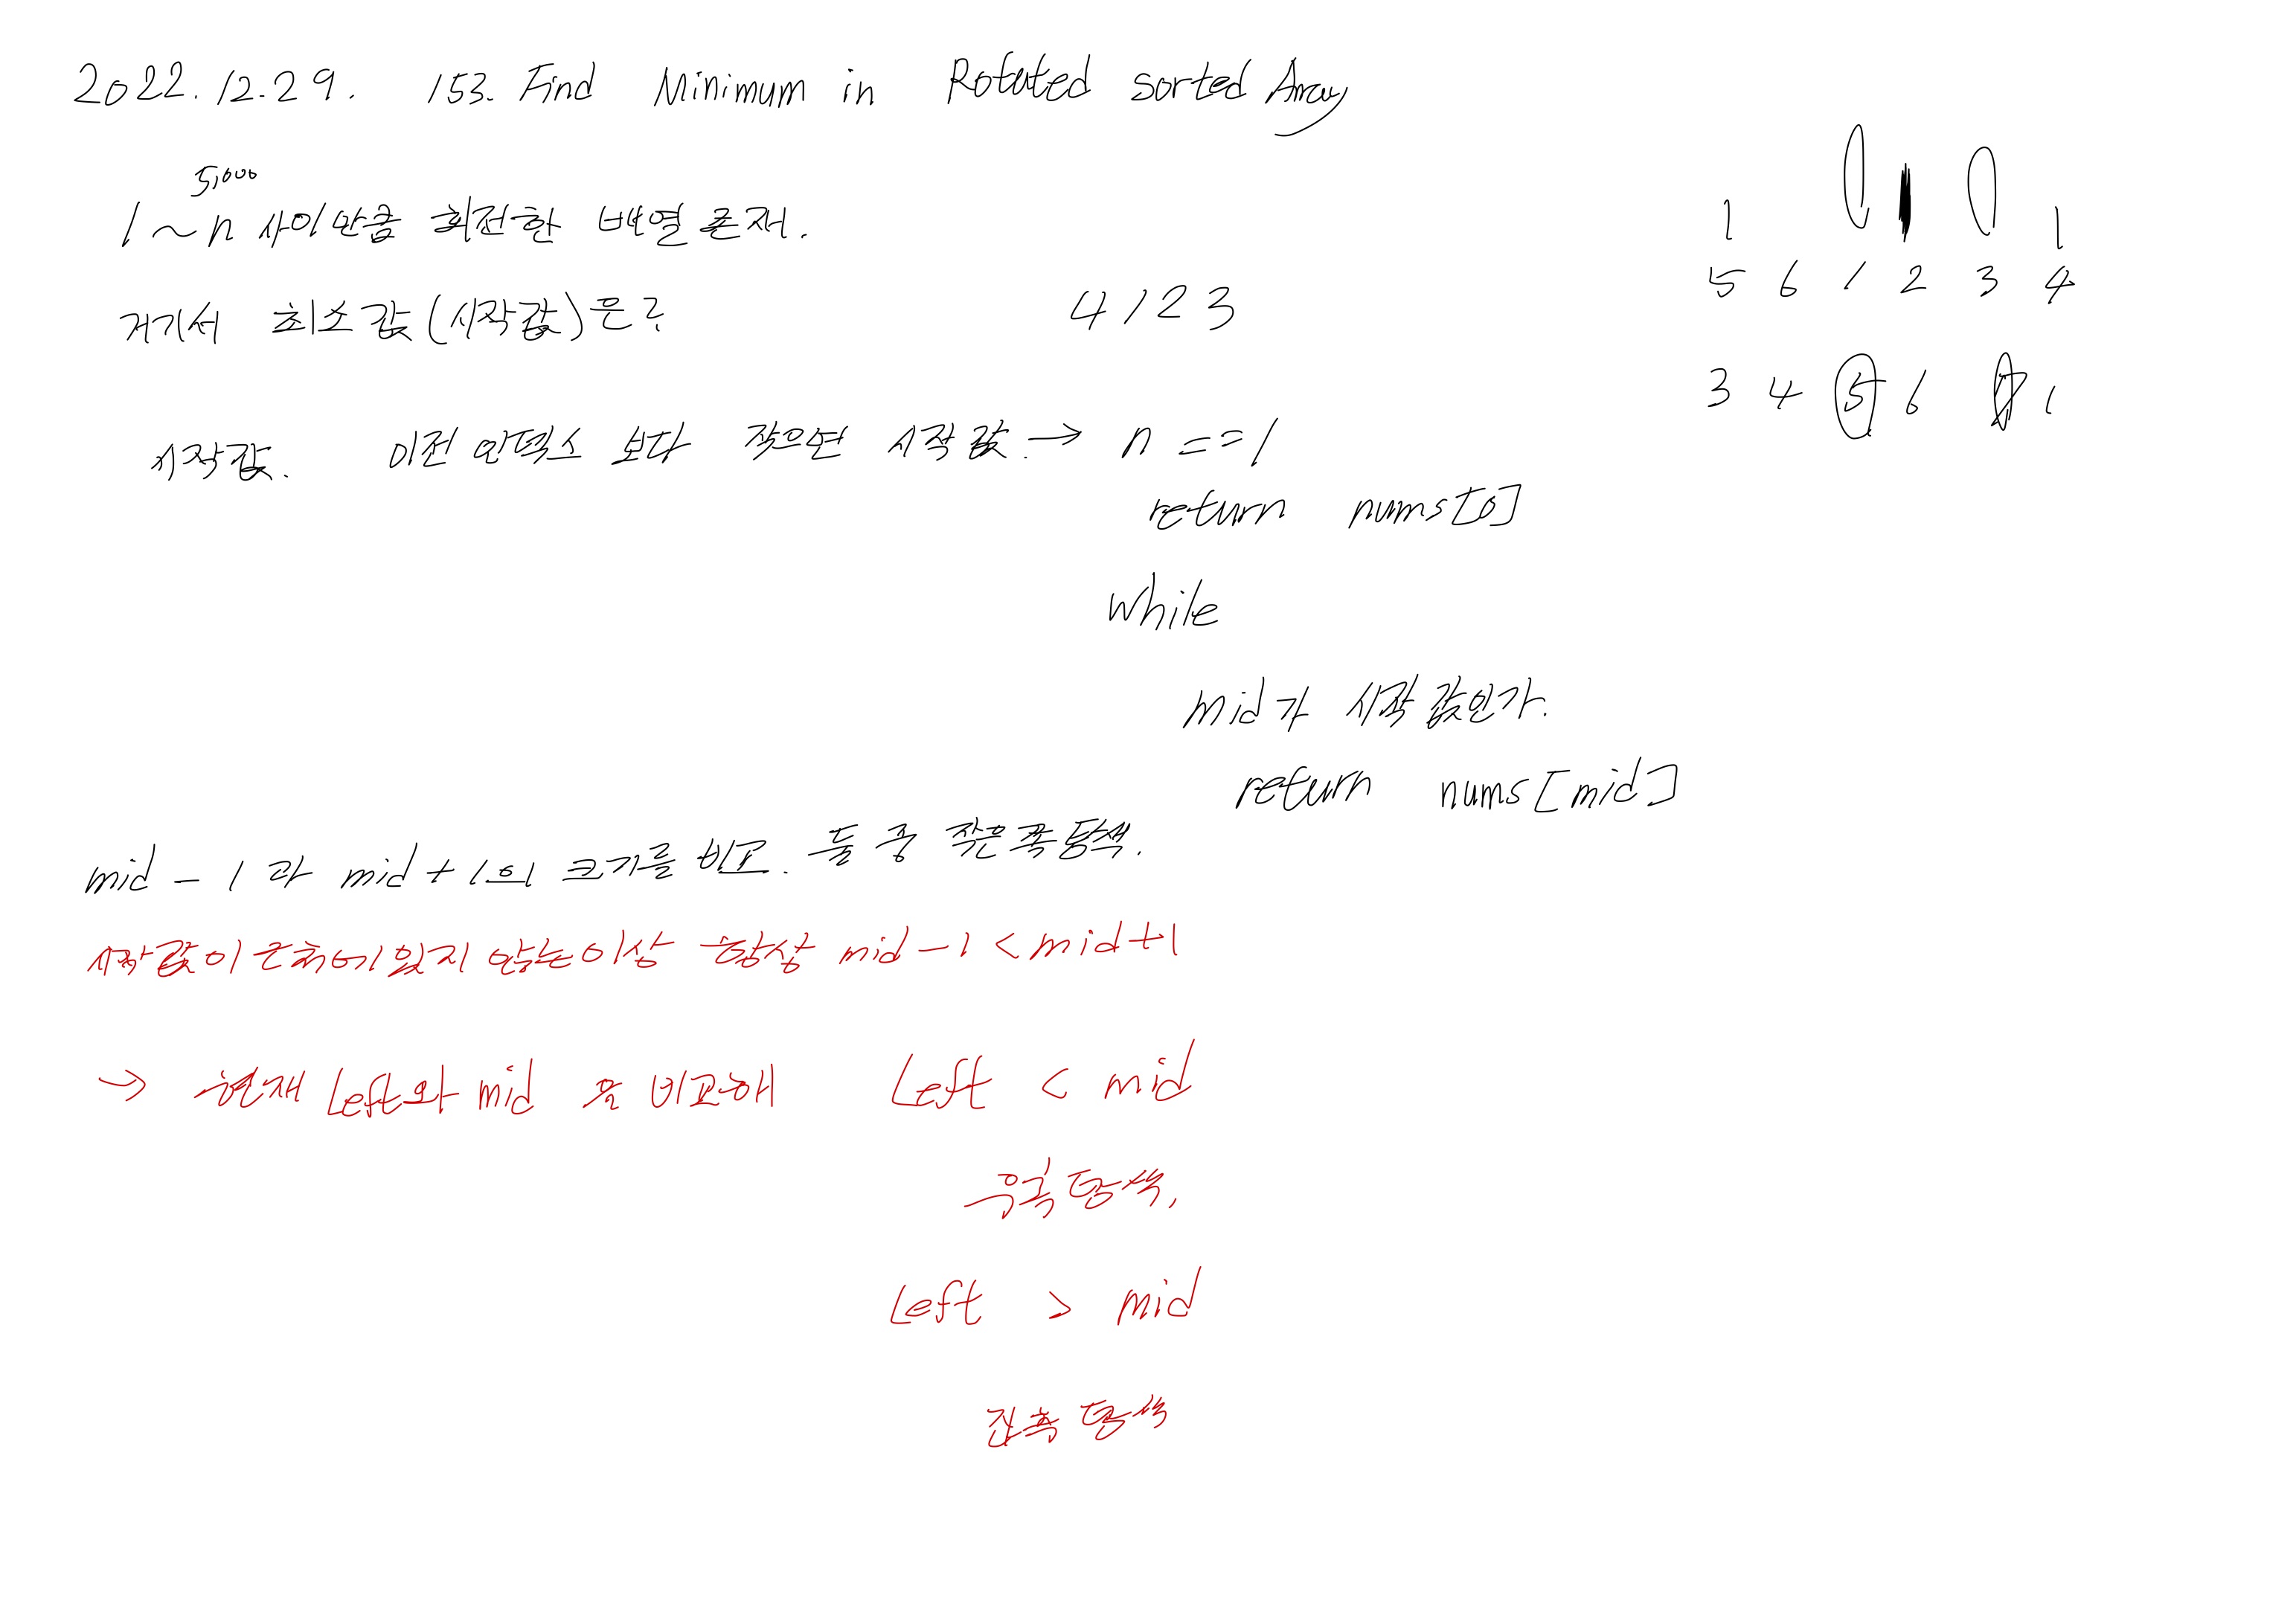 2022.12.29. 153. Find Minimum in Rotated sorted Array
5,000
1~n 사이만큼 회전한 배열 존재.
거기서 최소값(시작값)은?
4 1 2 3
1 1
5 6 1 2 3 4
3 4 5 6 1
시작값. 이전 인덱스 보다 작으면 시작값. → n == 1
return nums[0]
while
mid가 시작값인가.
return nums[mid]
mid - 1 과 mid + 1의 크기를 비교. 둘 중 작은쪽 탐색.
시작값이 근처에 있지 않는 이상 항상 mid - 1 < mid + 1
→ 현재 Left와 mid 을 비교해 Left < mid
우측 탐색.
Left > mid
좌측 탐색